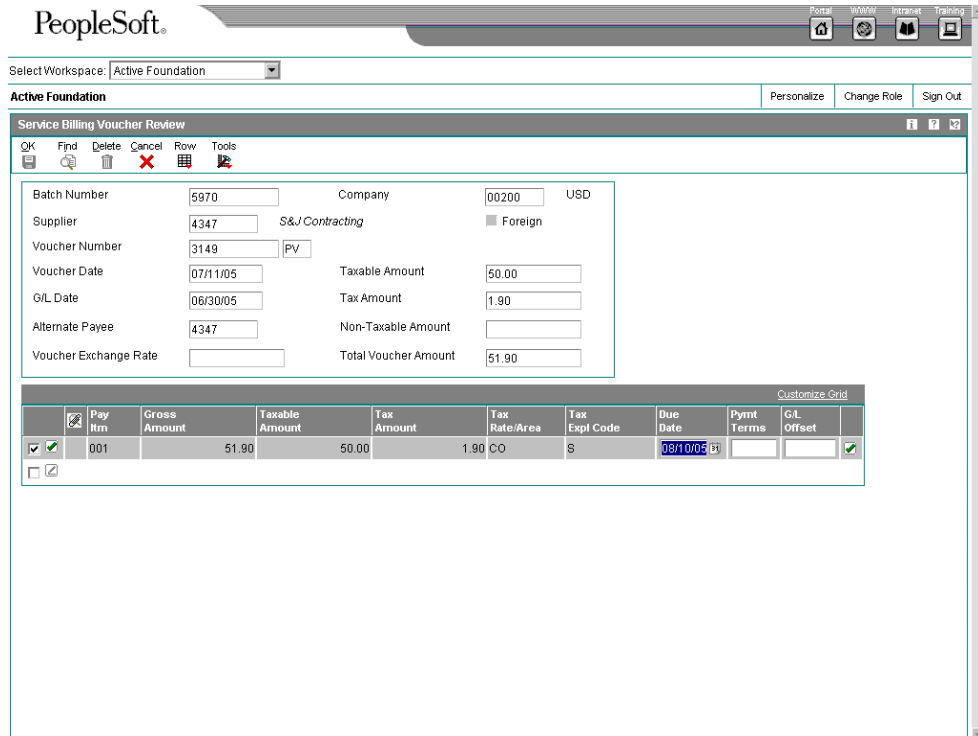 Portal WWW Intranet Training
PeopleSoft®
Select Workspace: Active Foundation
Active Foundation Personalize Change Role Sign Out
Service Billing Voucher Review
OK Find Delete Cancel Row Tools
Batch Number 5970 Company 00200 USD
Supplier 4347 S&J Contracting Foreign
Voucher Number 3149 PV
Voucher Date 07/11/05 Taxable Amount 50.00
G/L Date 06/30/05 Tax Amount 1.90
Alternate Payee 4347 Non-Taxable Amount
Voucher Exchange Rate Total Voucher Amount 51.90
Customize Grid
Pay Gross Taxable Tax Tax Tax Due Pymt G/L
Itm Amount Amount Amount Rate/Area Expl Code Date Terms Offset
001 51.90 50.00 1.90 CO S 08/10/05